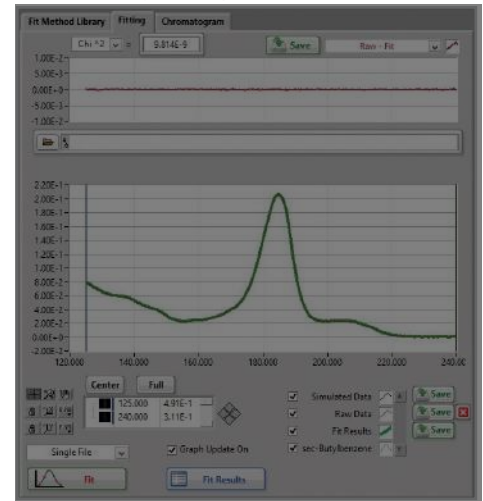 Fit Method Library Fitting Chromatogram
Chi ^2 = 9.814E-9 Save Raw - Fit
1.00E-2
5.00E-3
0.00E+0
-5.00E-3
-1.00E-2
2.20E-1
2.00E-1
1.80E-1
1.60E-1
1.40E-1
1.20E-1
1.00E-1
8.00E-2
6.00E-2
4.00E-2
2.00E-2
0.00E+0
-2.00E-2
120.000 140.000 160.000 180.000 200.000 220.000 240.00
Center Full
125.000 4.91E-1
240.000 3.11E-1
Simulated Data Save
Raw Data Save
Fit Results Save
Single File Graph Update On sec-Butylbenzene
Fit Fit Results